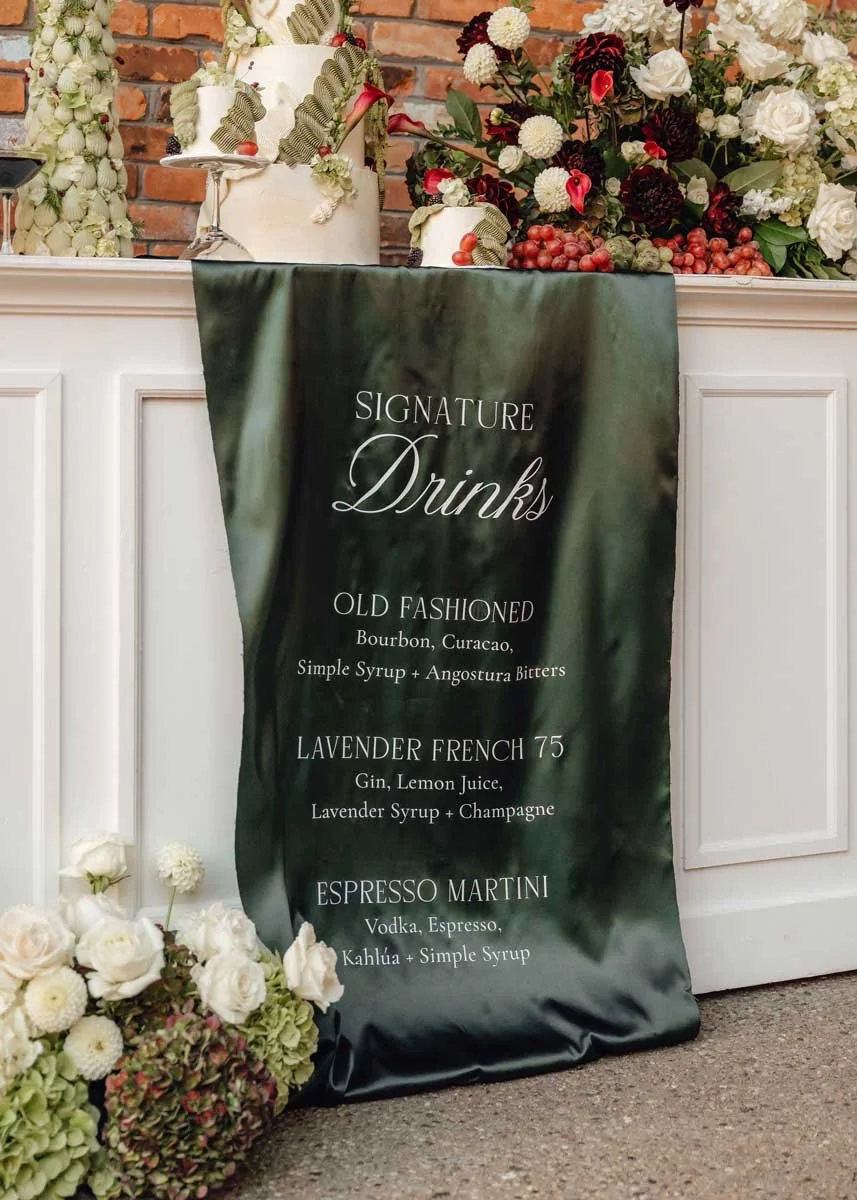 SIGNATURE
Drinks
OLD FASHIONED
Bourbon, Curacao,
Simple Syrup + Angostura Bitters
LAVENDER FRENCH 75
Gin, Lemon Juice,
Lavender Syrup + Champagne
ESPRESSO MARTINI
Vodka, Espresso,
Kahlúa + Simple Syrup